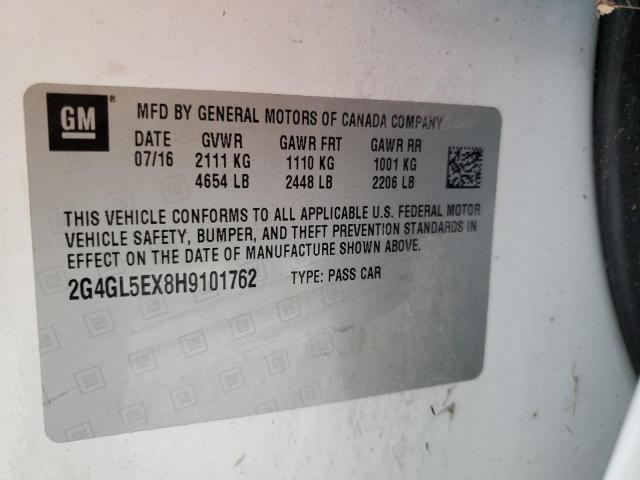 GM ®
MFD BY GENERAL MOTORS OF CANADA COMPANY
DATE GVWR GAWR FRT GAWR RR
07/16 2111 KG 1110 KG 1001 KG
4654 LB 2448 LB 2206 LB
THIS VEHICLE CONFORMS TO ALL APPLICABLE U.S. FEDERAL MOTOR
VEHICLE SAFETY, BUMPER, AND THEFT PREVENTION STANDARDS IN
EFFECT ON THE DATE OF MANUFACTURE SHOWN ABOVE.
2G4GL5EX8H9101762 TYPE: PASS CAR